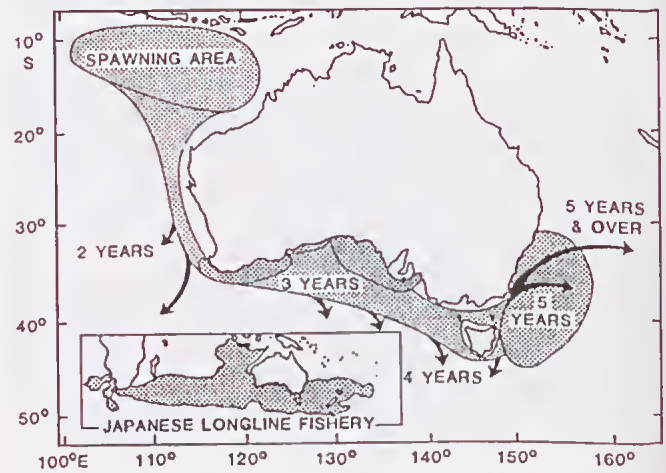 10°
S
SPAWNING AREA
20°
30°
2 YEARS
5 YEARS
& OVER
3 YEARS
5
YEARS
40°
4 YEARS
50°
JAPANESE LONGLINE FISHERY
100°E
110°
120°
130°
140°
150°
160°